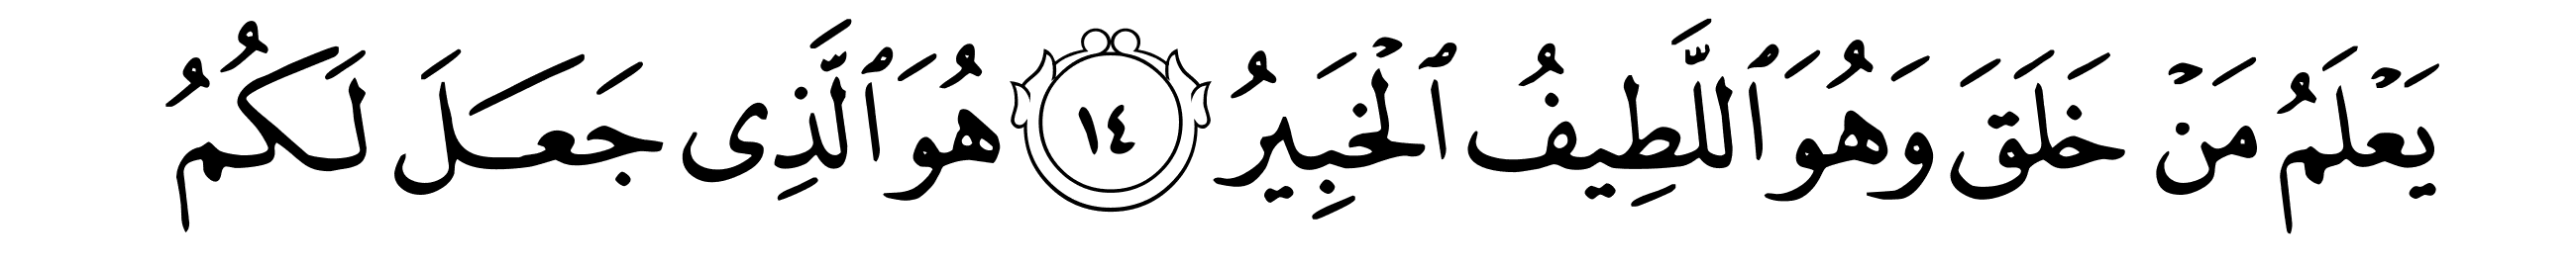 يَعْلَمُ مَنْ خَلَقَ وَهُوَ ٱللَّطِيفُ ٱلْخَبِيرُ ١٤ هُوَ ٱلَّذِى جَعَلَ لَكُمُ